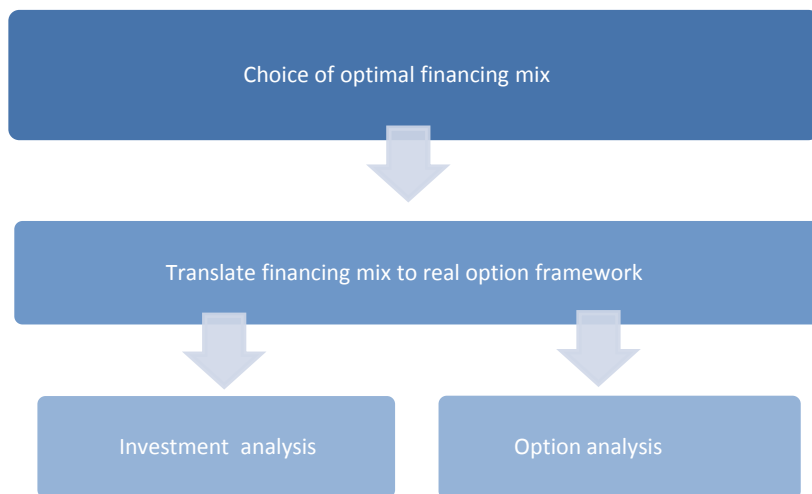 Choice of optimal financing mix
Translate financing mix to real option framework
Investment analysis
Option analysis